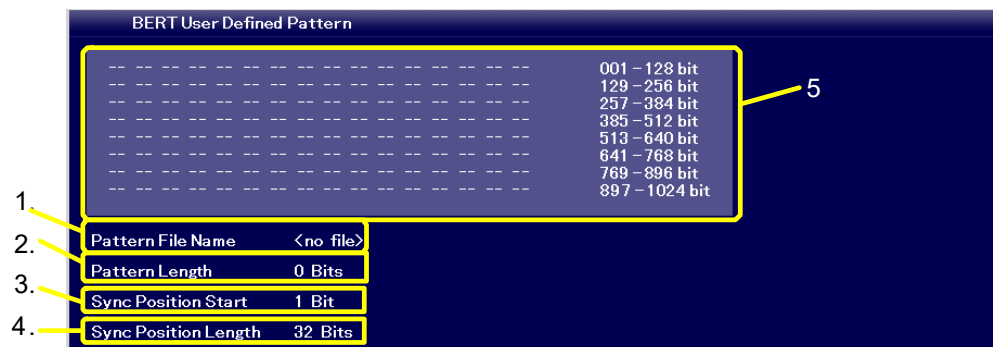 BERT User Defined Pattern
-- -- -- -- -- -- -- -- -- -- -- -- -- -- -- -- 001 – 128 bit
-- -- -- -- -- -- -- -- -- -- -- -- -- -- -- -- 129 – 256 bit
-- -- -- -- -- -- -- -- -- -- -- -- -- -- -- -- 257 – 384 bit
-- -- -- -- -- -- -- -- -- -- -- -- -- -- -- -- 385 – 512 bit
-- -- -- -- -- -- -- -- -- -- -- -- -- -- -- -- 513 – 640 bit
-- -- -- -- -- -- -- -- -- -- -- -- -- -- -- -- 641 – 768 bit
-- -- -- -- -- -- -- -- -- -- -- -- -- -- -- -- 769 – 896 bit
-- -- -- -- -- -- -- -- -- -- -- -- -- -- -- -- 897 – 1024 bit
5
1.
Pattern File Name <no file>
2.
Pattern Length 0 Bits
3.
Sync Position Start 1 Bit
4.
Sync Position Length 32 Bits